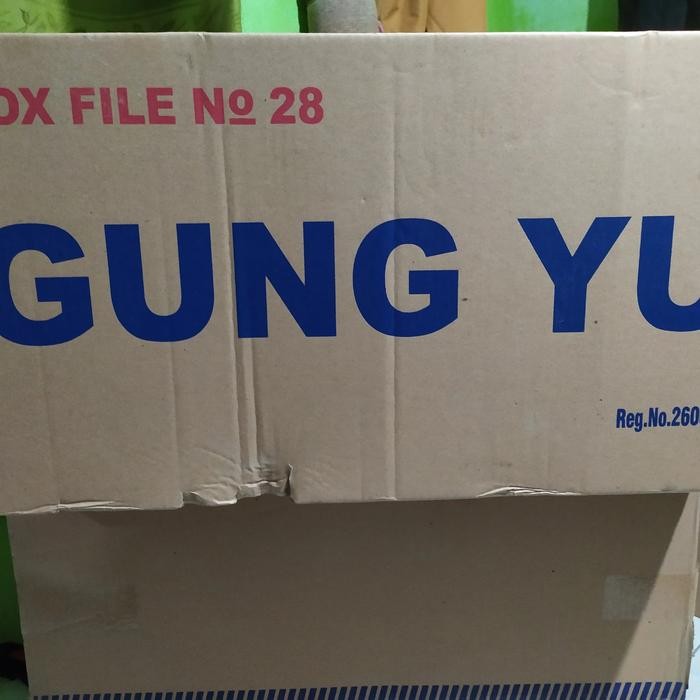 OX FILE Nº 28
GUNG YU
Reg.No.260